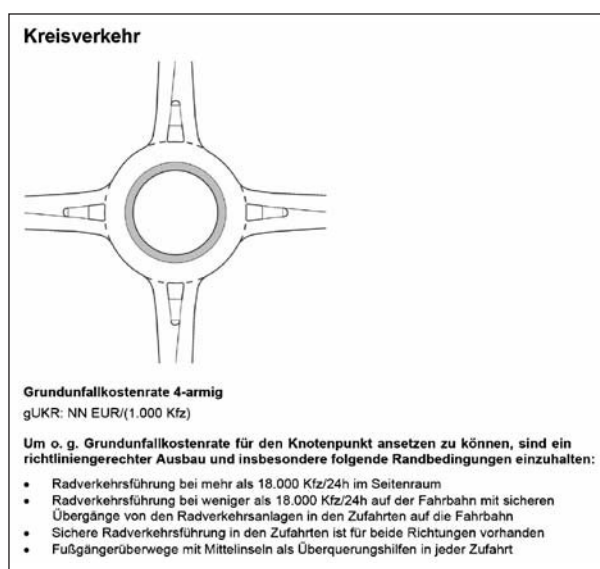 Kreisverkehr
Grundunfallkostenrate 4-armig
gUKR: NN EUR/(1.000 Kfz)
Um o. g. Grundunfallkostenrate für den Knotenpunkt ansetzen zu können, sind ein
richtliniengerechter Ausbau und insbesondere folgende Randbedingungen einzuhalten:
• Radverkehrsführung bei mehr als 18.000 Kfz/24h im Seitenraum
• Radverkehrsführung bei weniger als 18.000 Kfz/24h auf der Fahrbahn mit sicheren
Übergänge von den Radverkehrsanlagen in den Zufahrten auf die Fahrbahn
• Sichere Radverkehrsführung in den Zufahrten ist für beide Richtungen vorhanden
• Fußgängerüberwege mit Mittelinseln als Überquerungshilfen in jeder Zufahrt